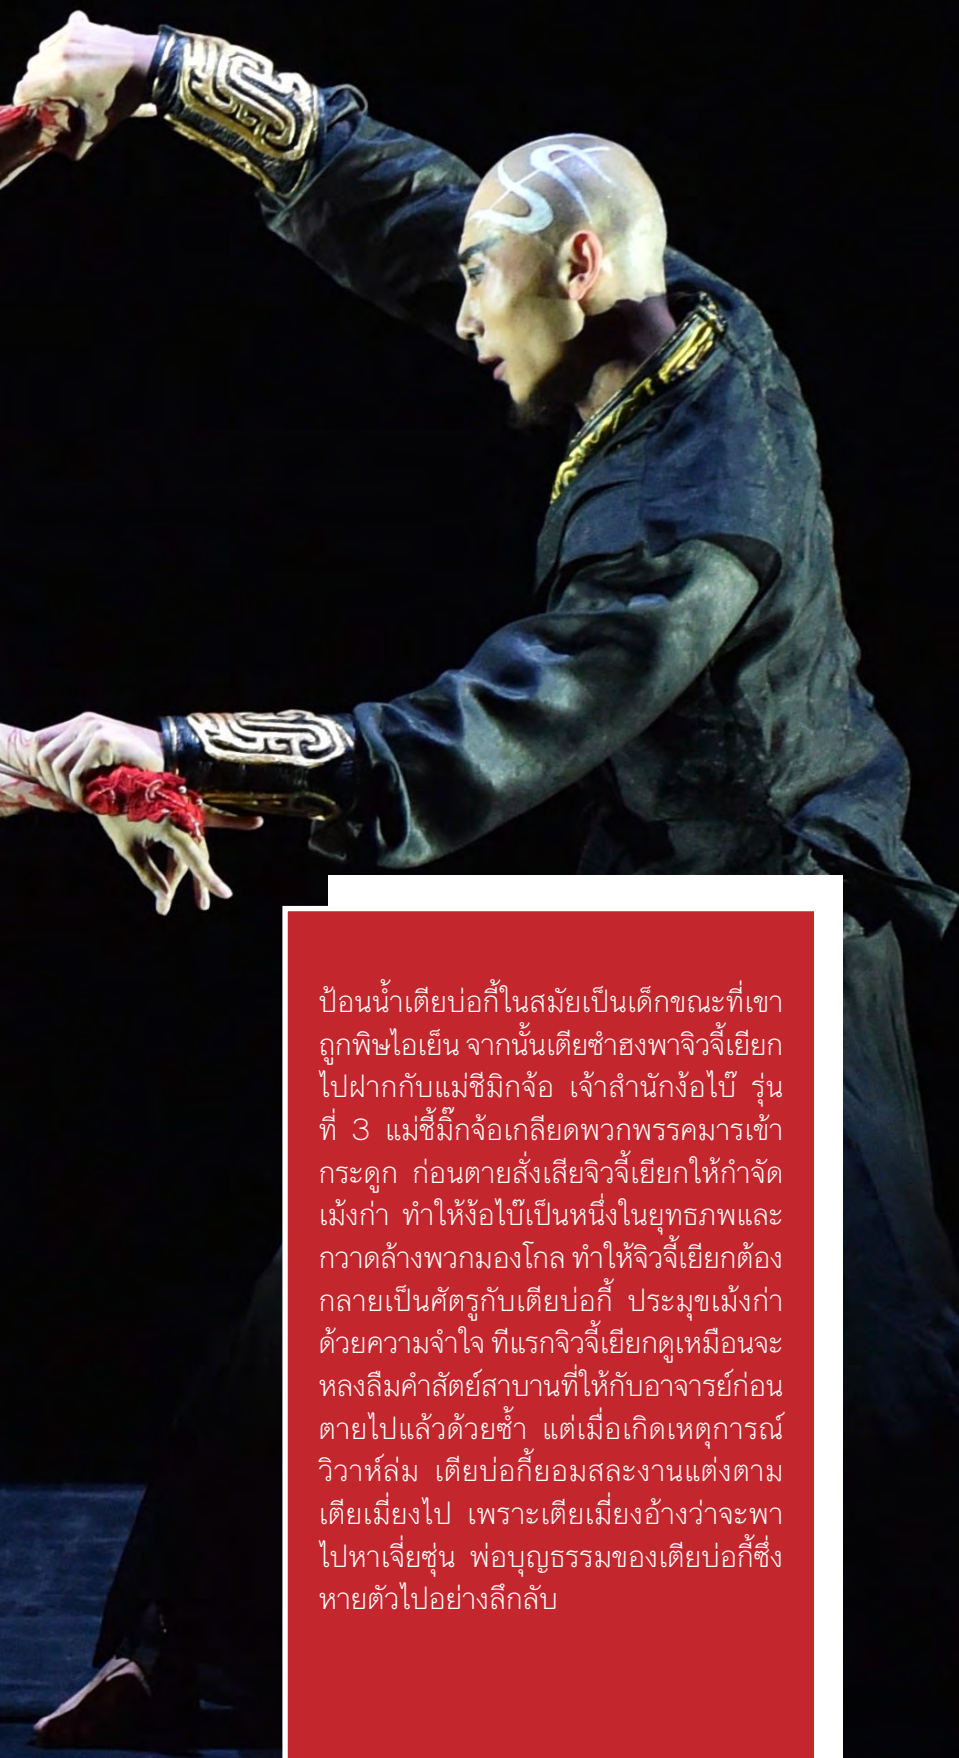 ป้อนน้ำเตียบ่อกี้ในสมัยเป็นเด็กขณะที่เขา
ถูกพิษไอเย็น จากนั้นเตียซำฮงพาจิวจี้เยียก
ไปฝากกับแม่ชีมิกจ้อ เจ้าสำนักง้อไบ๊ รุ่น
ที่ 3 แม่ชี้มิ๊กจ้อเกลียดพวกพรรคมารเข้า
กระดูก ก่อนตายสั่งเสียจิวจี้เยียกให้กำจัด
เม้งก่า ทำให้ง้อไบ๊เป็นหนึ่งในยุทธภพและ
กวาดล้างพวกมองโกล ทำให้จิวจี้เยียกต้อง
กลายเป็นศัตรูกับเตียบ่อกี้ ประมุขเม้งก่า
ด้วยความจำใจ ทีแรกจิวจี้เยียกดูเหมือนจะ
หลงลืมคำสัตย์สาบานที่ให้กับอาจารย์ก่อน
ตายไปแล้วด้วยซ้ำ แต่เมื่อเกิดเหตุการณ์
วิวาห์ล่ม เตียบ่อกี้ยอมสละงานแต่งตาม
เตียเมี่ยงไป เพราะเตียเมี่ยงอ้างว่าจะพา
ไปหาเจี่ยซุ่น พ่อบุญธรรมของเตียบ่อกี้ซึ่ง
หายตัวไปอย่างลึกลับ